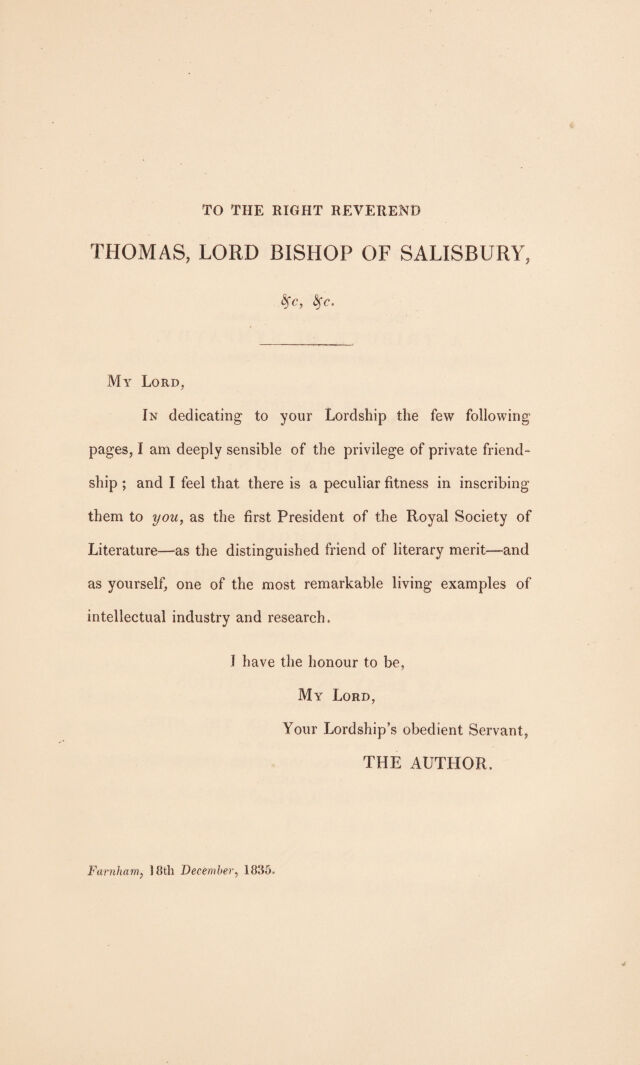 TO THE RIGHT REVEREND
THOMAS, LORD BISHOP OF SALISBURY,
&c, &c.
My Lord,
In dedicating to your Lordship the few following
pages, I am deeply sensible of the privilege of private friend-
ship ; and I feel that there is a peculiar fitness in inscribing
them to you, as the first President of the Royal Society of
Literature—as the distinguished friend of literary merit—and
as yourself, one of the most remarkable living examples of
intellectual industry and research.
I have the honour to be,
My Lord,
Your Lordship's obedient Servant,
THE AUTHOR.
Farnham, 18th December, 1835.